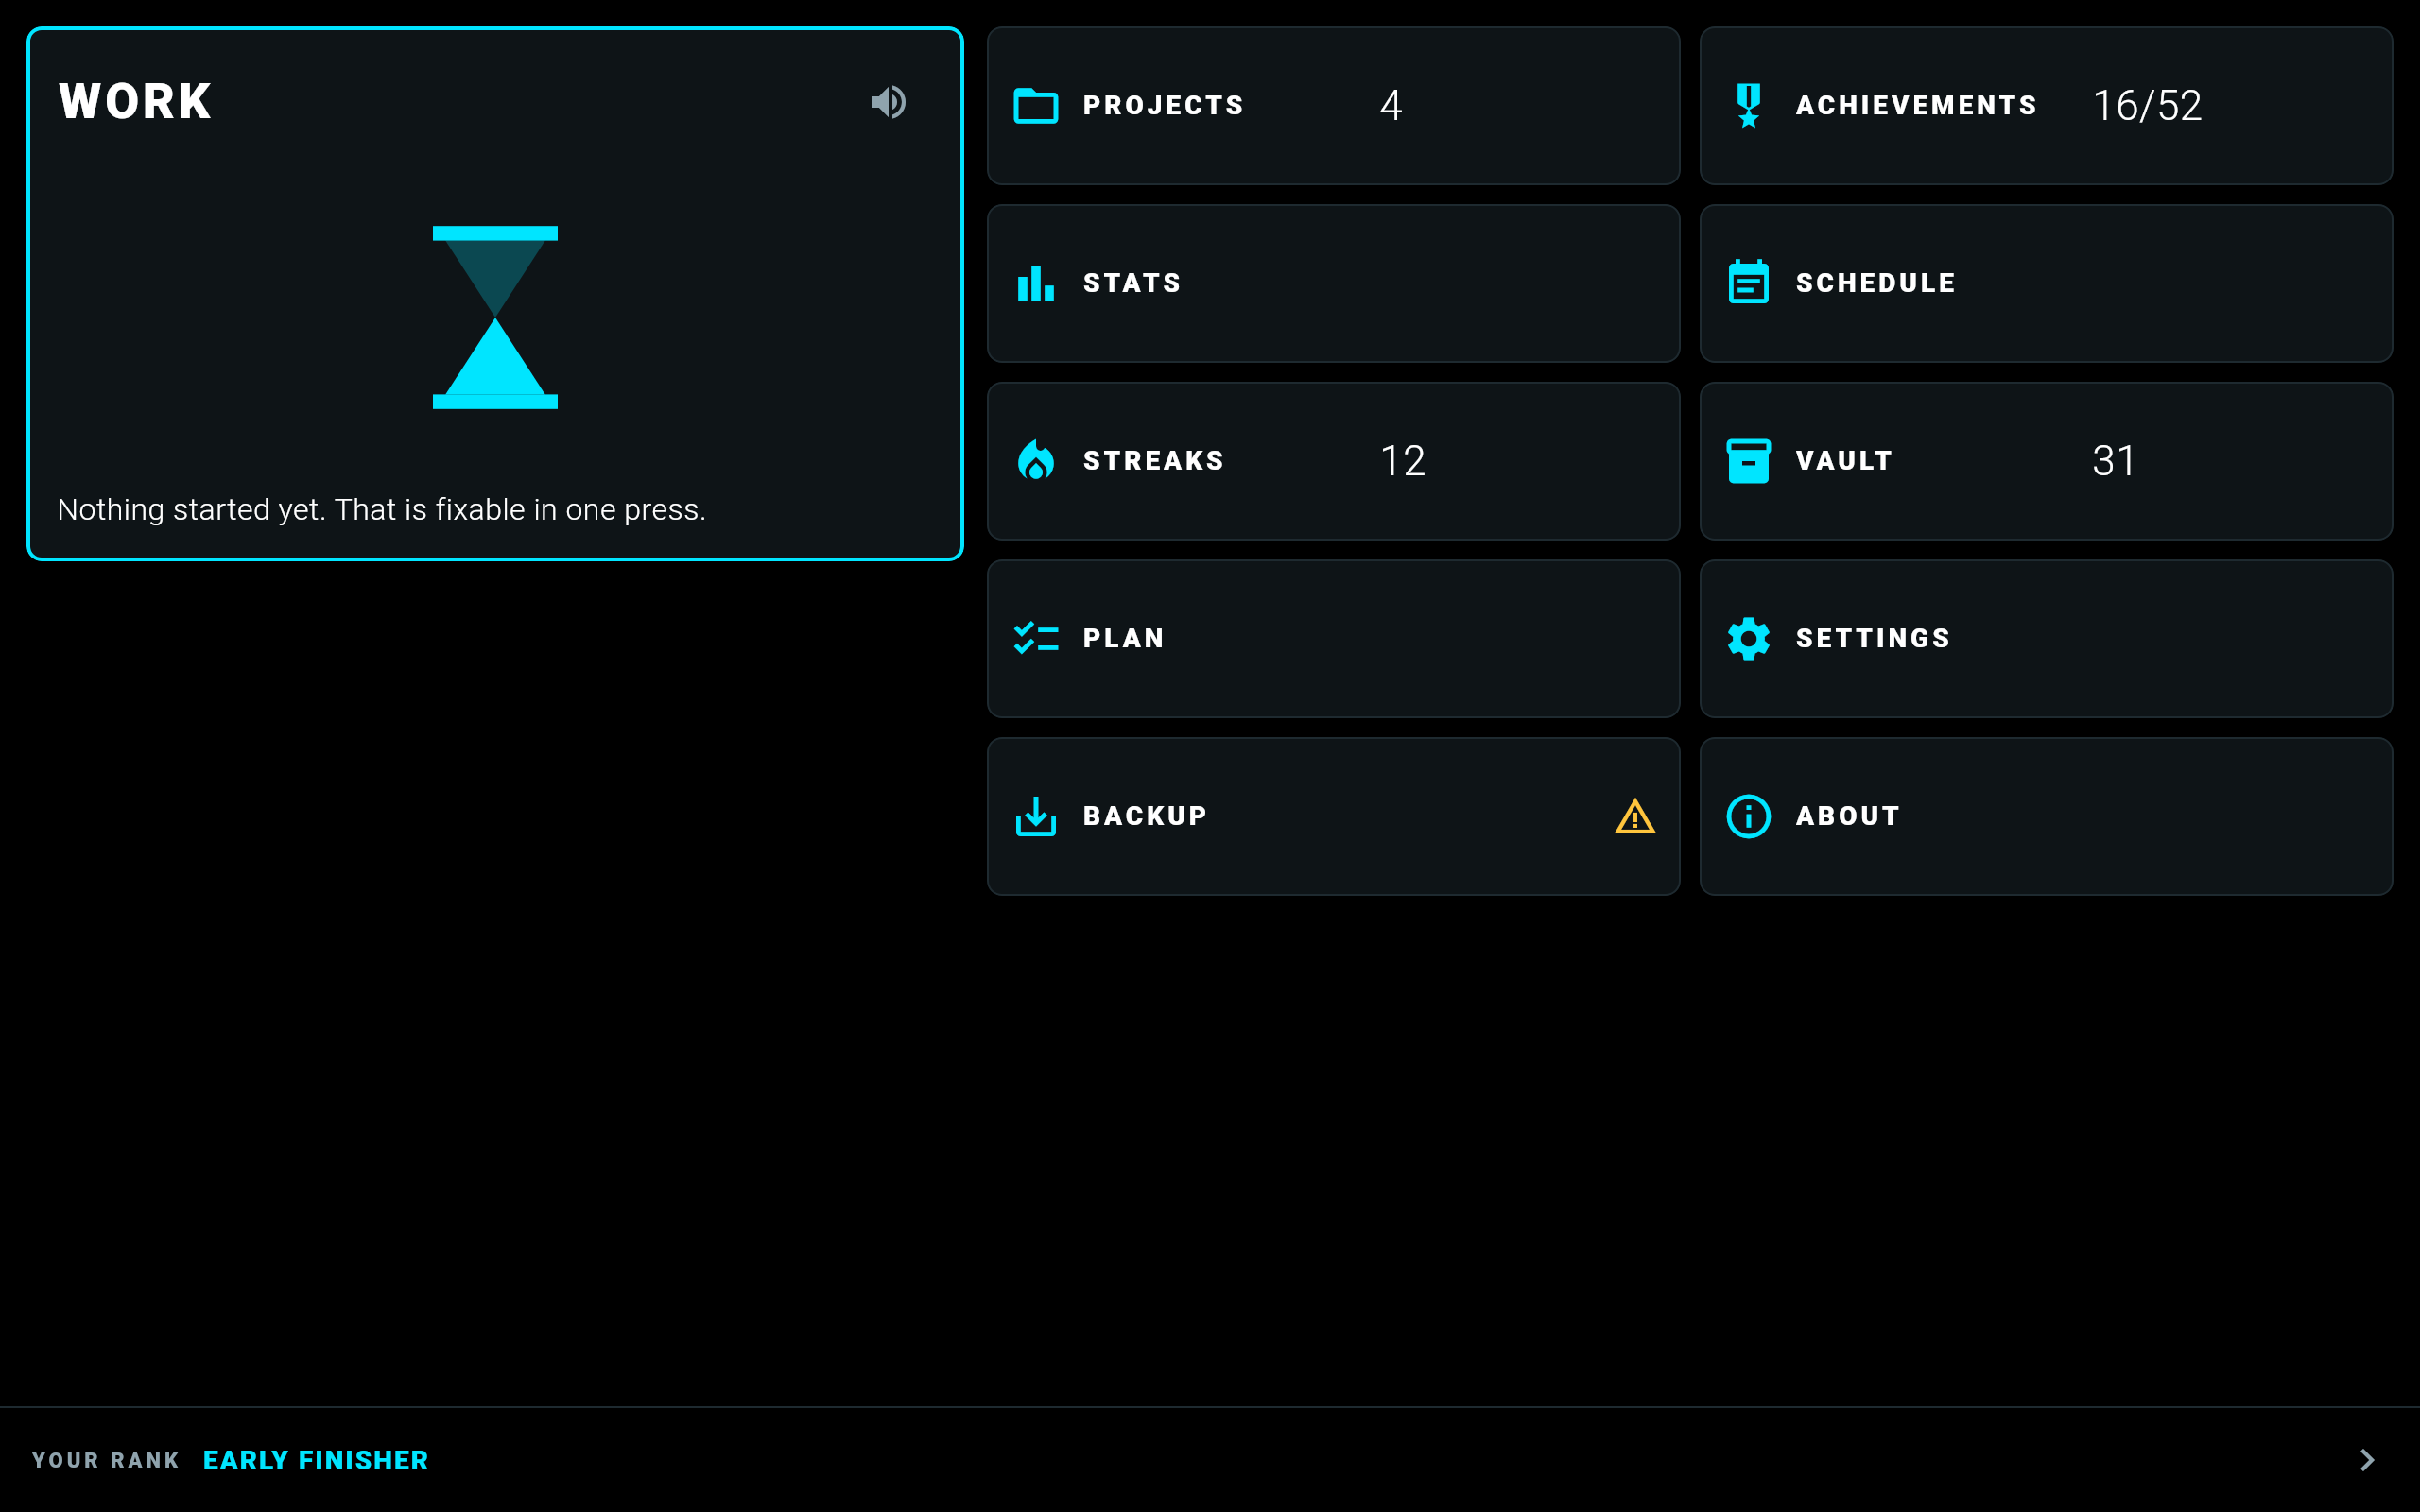 WORK
Nothing started yet. That is fixable in one press.
PROJECTS 4
ACHIEVEMENTS 16/52
STATS
SCHEDULE
STREAKS 12
VAULT 31
PLAN
SETTINGS
BACKUP
ABOUT
YOUR RANK EARLY FINISHER